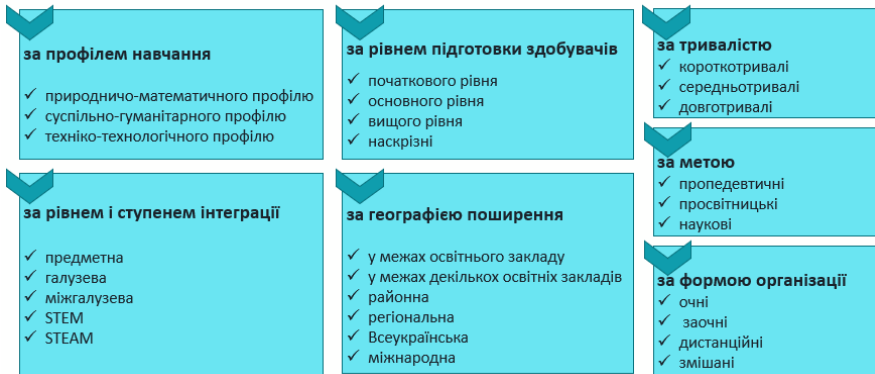 за профілем навчання
природничо-математичного профілю
суспільно-гуманітарного профілю
техніко-технологічного профілю
за рівнем підготовки здобувачів
початкового рівня
основного рівня
вищого рівня
наскрізні
за тривалістю
короткотривалі
середньотривалі
довготривалі
за метою
пропедевтичні
просвітницькі
наукові
за рівнем і ступенем інтеграції
предметна
галузева
міжгалузева
STEM
STEAM
за географією поширення
у межах освітнього закладу
у межах декількох освітніх закладів
районна
регіональна
Всеукраїнська
міжнародна
за формою організації
очні
заочні
дистанційні
змішані